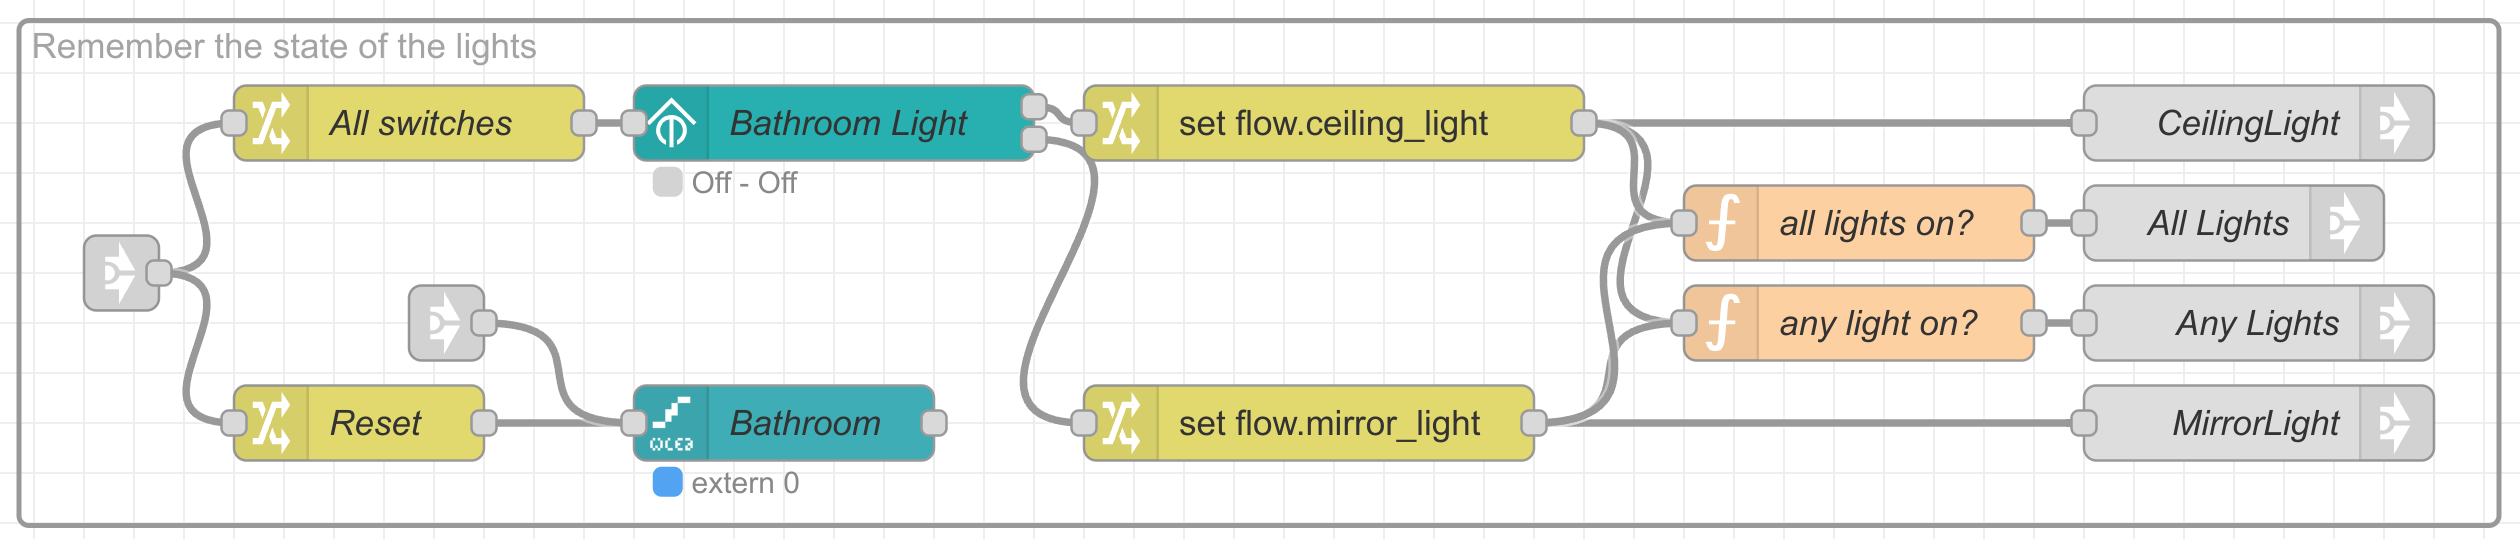 Remember the state of the lights
All switches
Bathroom Light
set flow.ceiling_light
CeilingLight
Off - Off
all lights on?
All Lights
any light on?
Any Lights
Reset
Bathroom
set flow.mirror_light
MirrorLight
extern 0